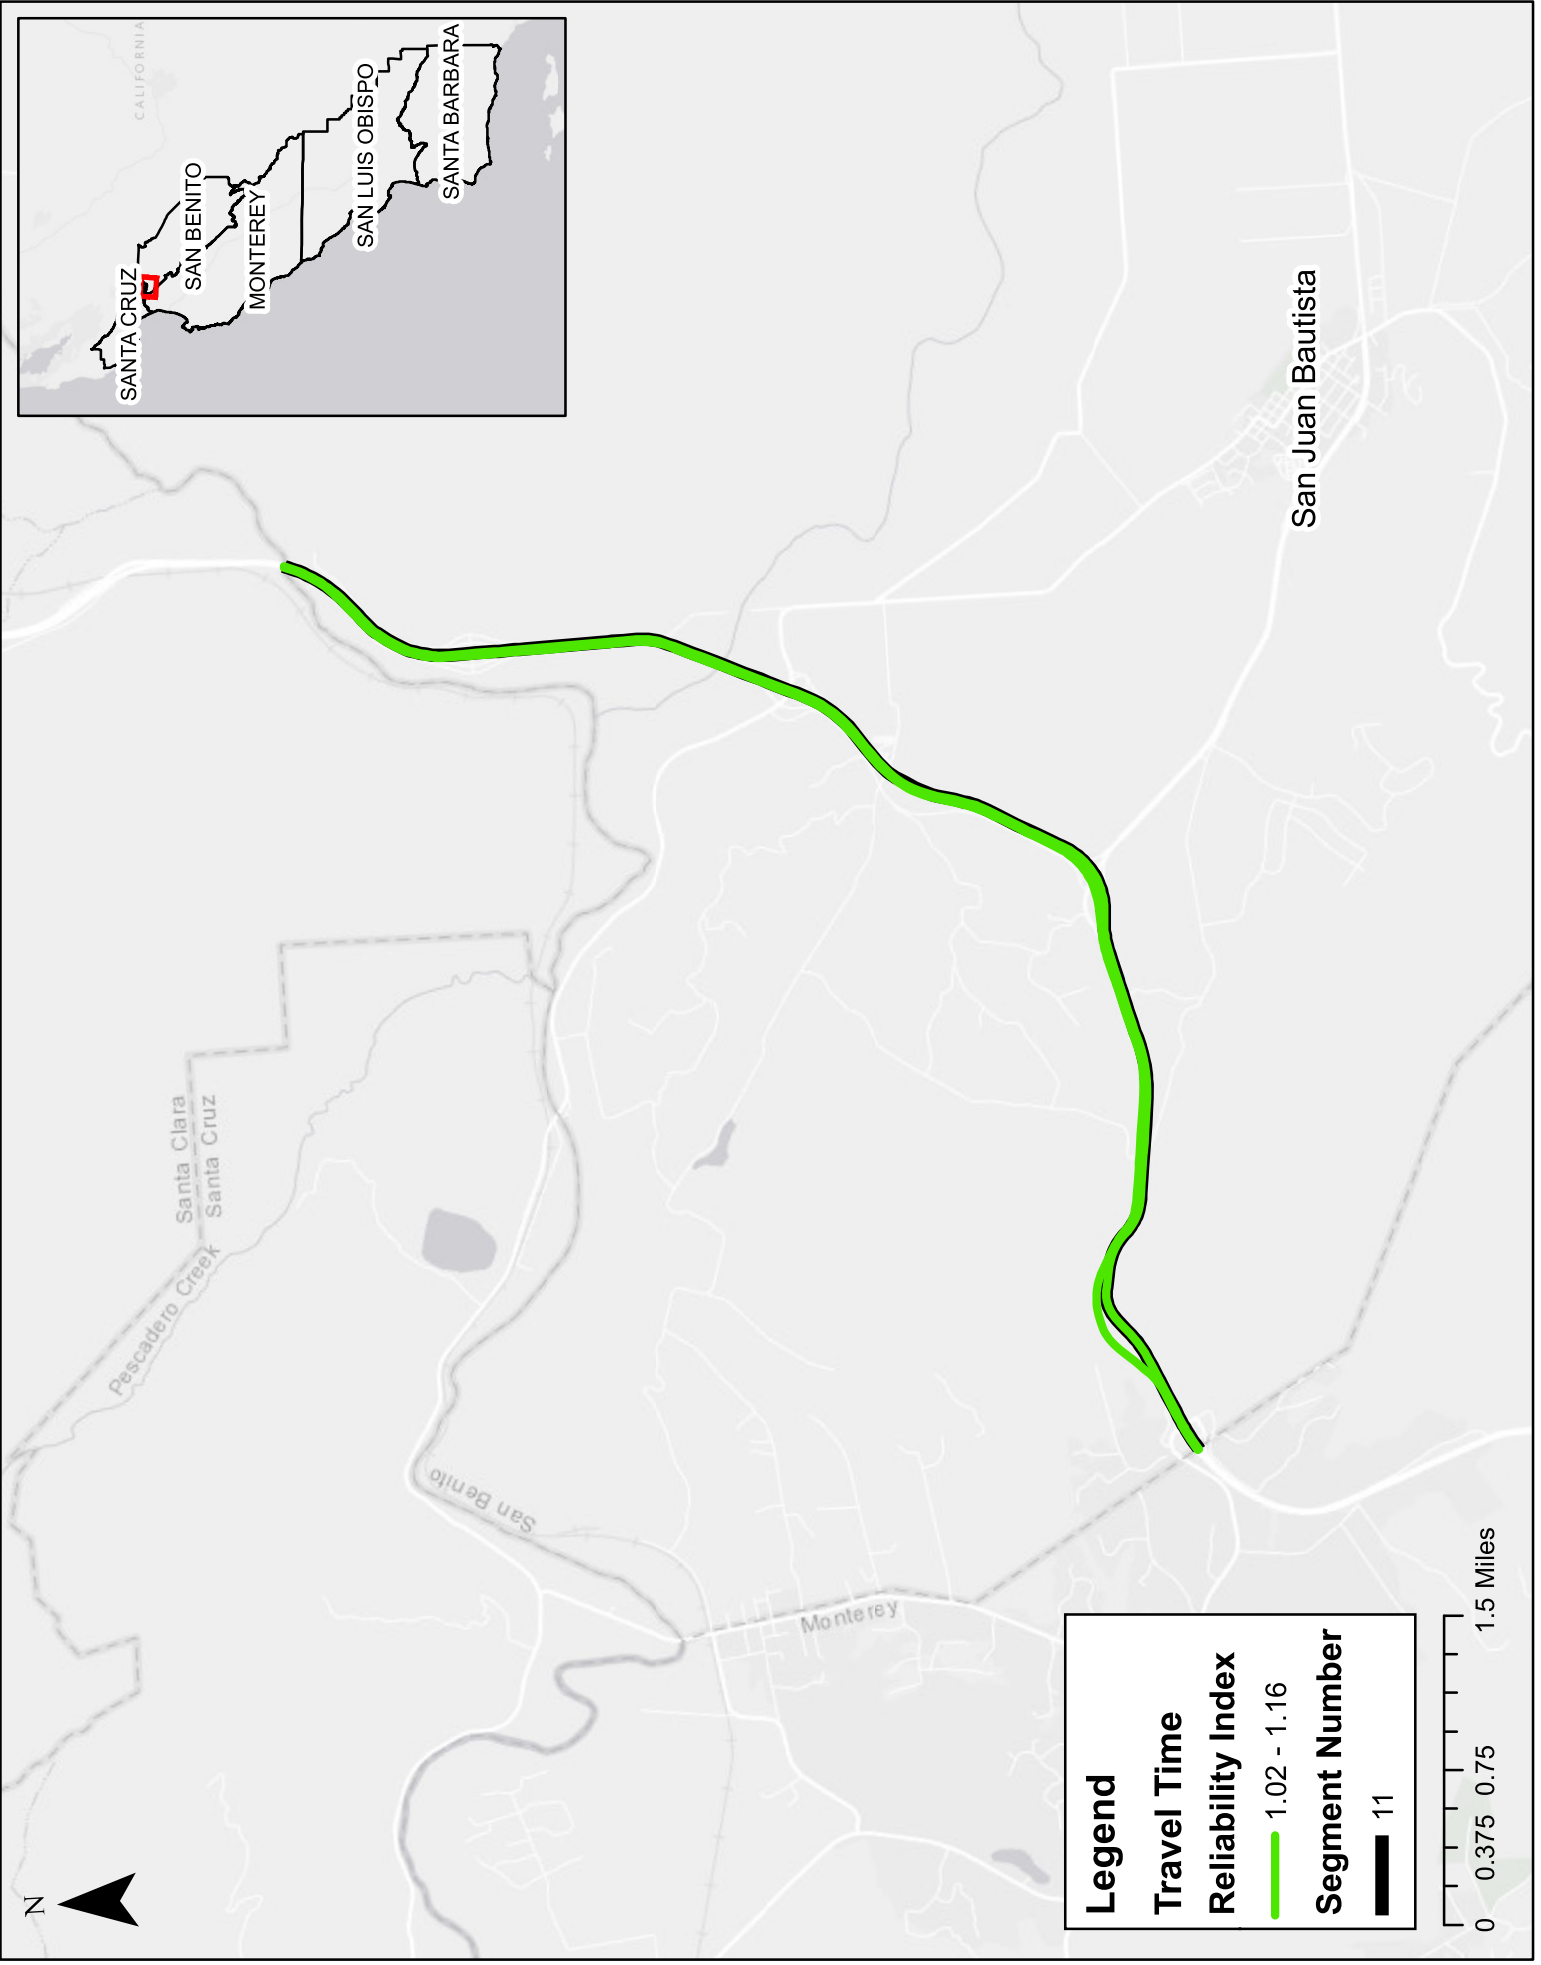 CALIFORNIA
SANTA CRUZ
SAN BENITO
MONTEREY
SAN LUIS OBISPO
SANTA BARBARA
Santa Clara
Santa Cruz
Pescadero Creek
San Benito
Monterey
San Juan Bautista
N
Legend
Travel Time
Reliability Index
1.02 - 1.16
Segment Number
11
0 0.375 0.75 1.5 Miles